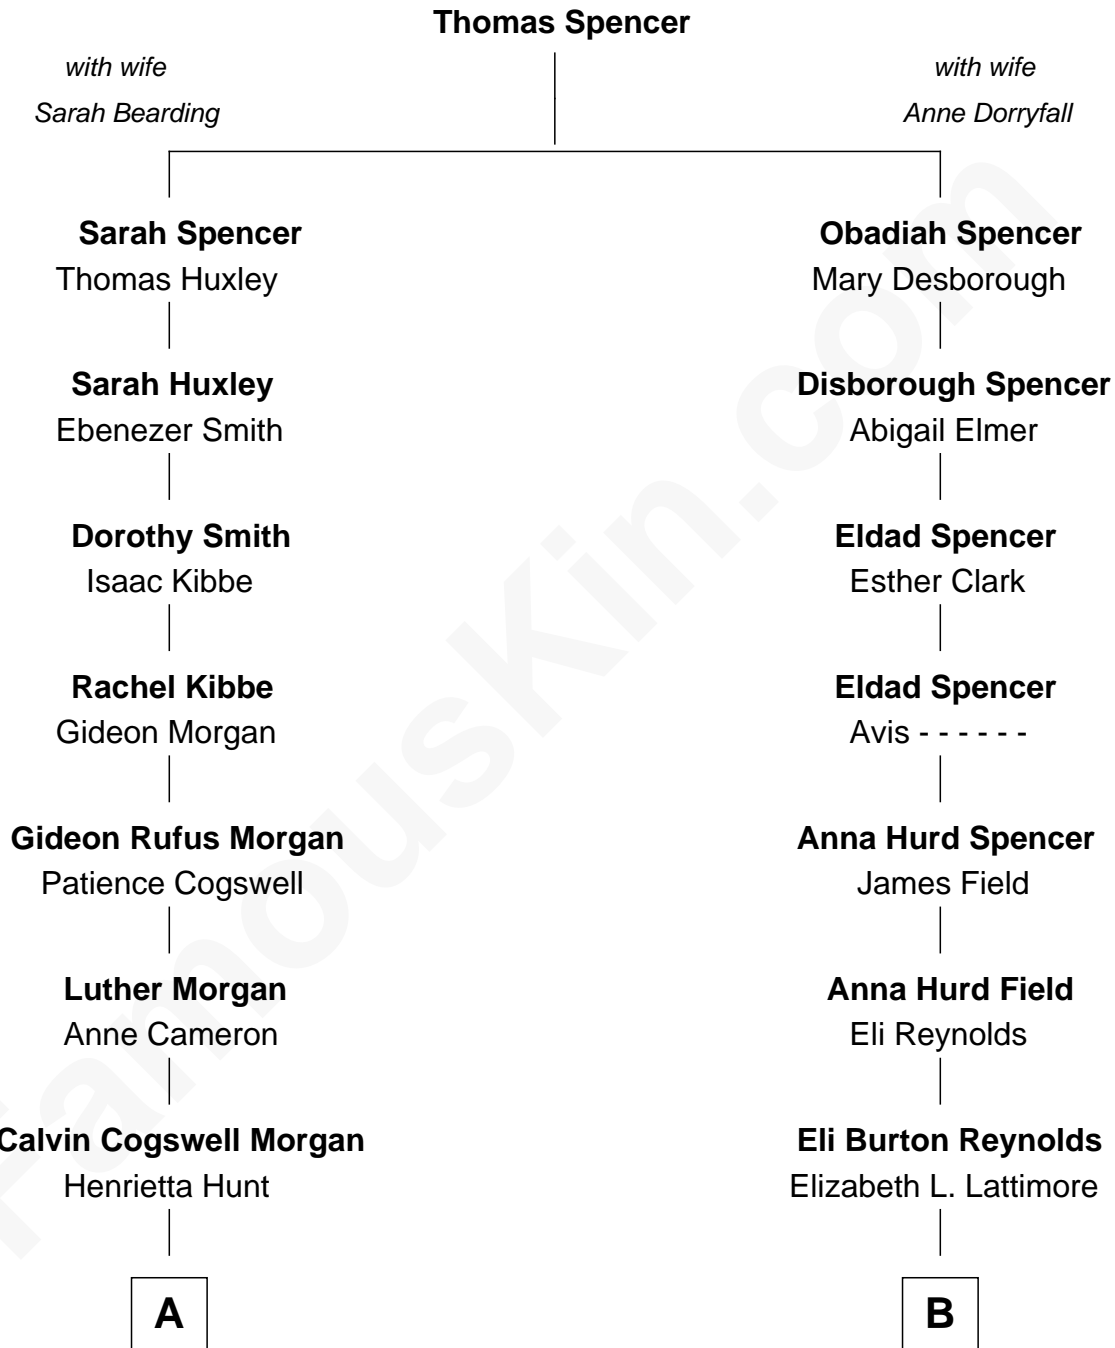 Thomas Spencer
with wife
Sarah Bearding
with wife
Anne Dorryfall
Sarah Spencer
Thomas Huxley
Obadiah Spencer
Mary Desborough
Sarah Huxley
Ebenezer Smith
Disborough Spencer
Abigail Elmer
Dorothy Smith
Isaac Kibbe
Eldad Spencer
Esther Clark
Rachel Kibbe
Gideon Morgan
Eldad Spencer
Avis - - - - - -
Gideon Rufus Morgan
Patience Cogswell
Anna Hurd Spencer
James Field
Luther Morgan
Anne Cameron
Anna Hurd Field
Eli Reynolds
Calvin Cogswell Morgan
Henrietta Hunt
Eli Burton Reynolds
Elizabeth L. Lattimore
A
B
FamousKin.com